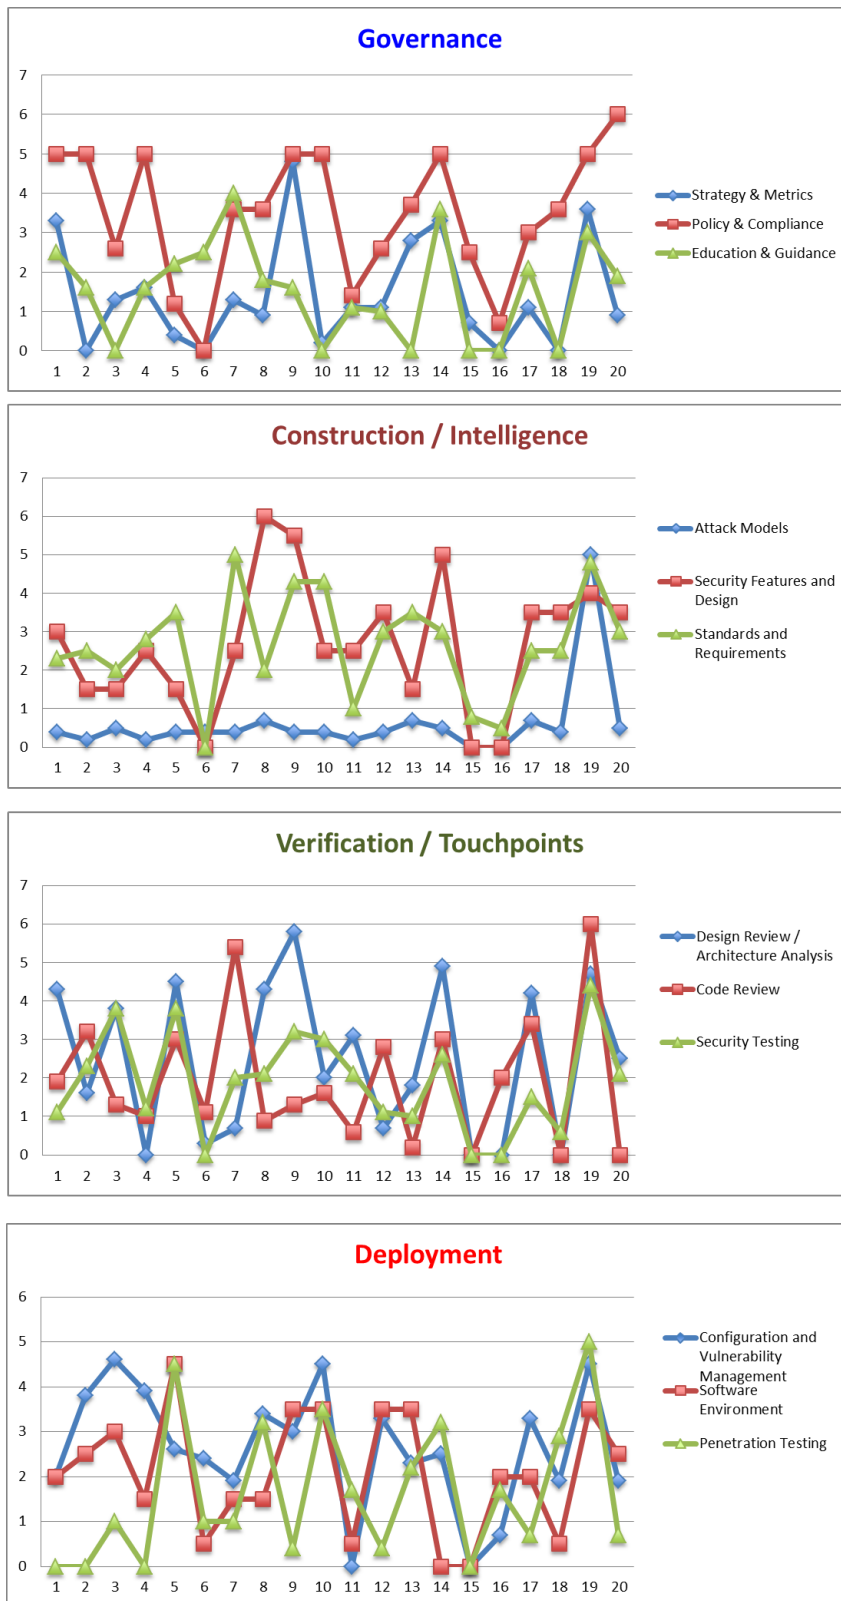 Governance
7
6
5
4
3
2
1
0
1 2 3 4 5 6 7 8 9 10 11 12 13 14 15 16 17 18 19 20
Strategy & Metrics
Policy & Compliance
Education & Guidance
Construction / Intelligence
7
6
5
4
3
2
1
0
1 2 3 4 5 6 7 8 9 10 11 12 13 14 15 16 17 18 19 20
Attack Models
Security Features and
Design
Standards and
Requirements
Verification / Touchpoints
7
6
5
4
3
2
1
0
1 2 3 4 5 6 7 8 9 10 11 12 13 14 15 16 17 18 19 20
Design Review /
Architecture Analysis
Code Review
Security Testing
Deployment
6
5
4
3
2
1
0
1 2 3 4 5 6 7 8 9 10 11 12 13 14 15 16 17 18 19 20
Configuration and
Vulnerability
Management
Software
Environment
Penetration Testing